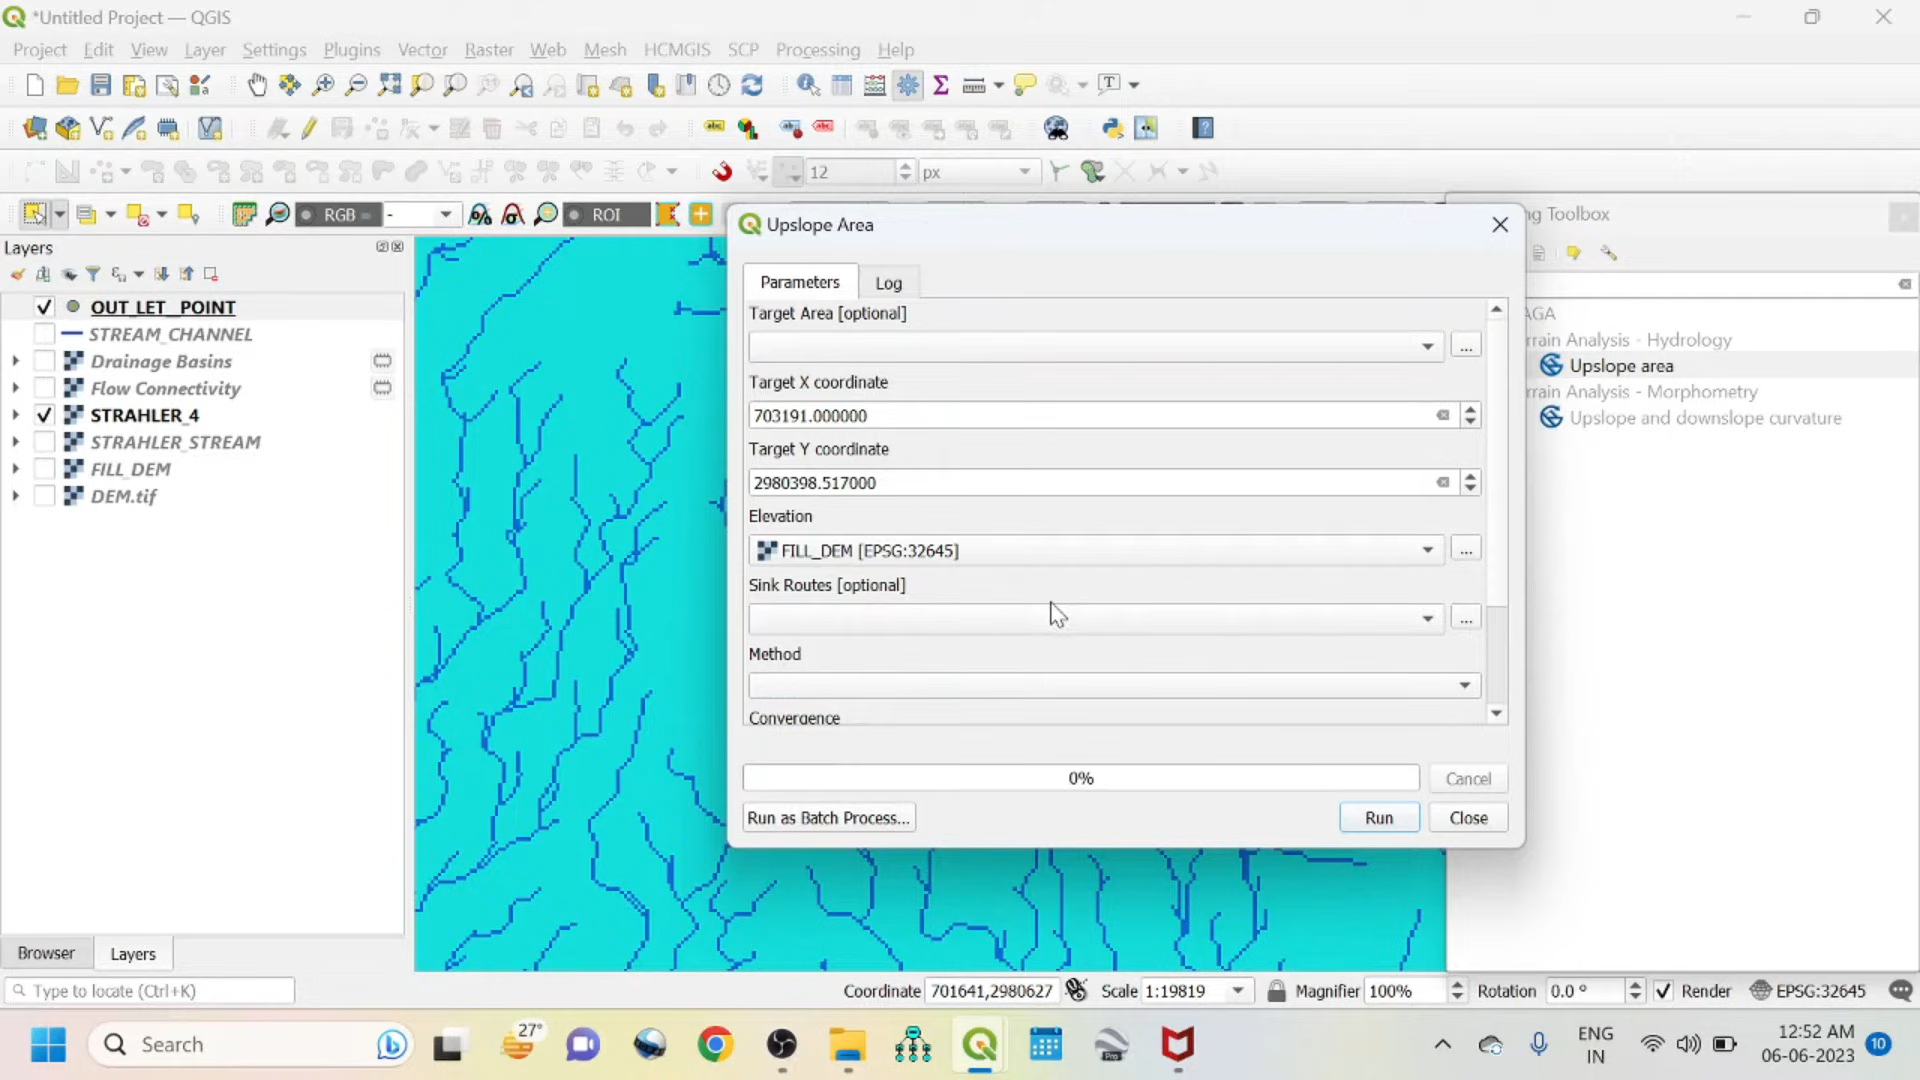 *Untitled Project — QGIS
Project Edit View Layer Settings Plugins Vector Raster Web Mesh HCMGIS SCP Processing Help
12 px
RGB = - ROI
Layers
OUT_LET__POINT
STREAM_CHANNEL
Drainage Basins
Flow Connectivity
STRAHLER_4
STRAHLER_STREAM
FILL_DEM
DEM.tif
Browser Layers
Upslope Area
Parameters Log
Target Area [optional]
...
Target X coordinate
703191.000000
Target Y coordinate
2980398.517000
Elevation
FILL_DEM [EPSG:32645]
...
Sink Routes [optional]
...
Method
Convergence
0%
Cancel
Run as Batch Process...
Run
Close
ng Toolbox
AGA
rrain Analysis - Hydrology
Upslope area
rrain Analysis - Morphometry
Upslope and downslope curvature
Type to locate (Ctrl+K) Coordinate 701641,2980627 Scale 1:19819 Magnifier 100% Rotation 0.0 ° Render EPSG:32645
Search
27°
Pro
ENG
IN
12:52 AM
06-06-2023
10